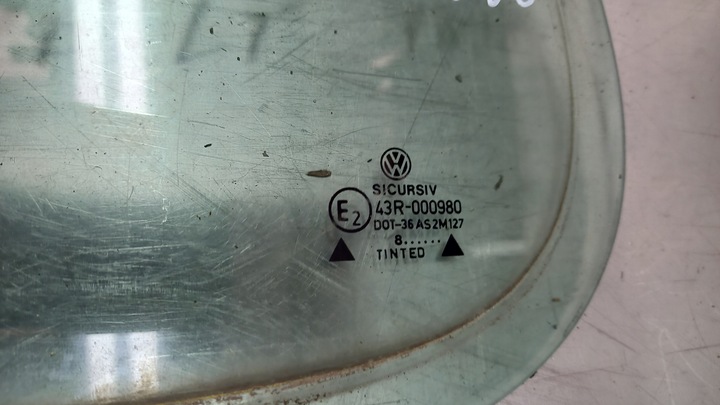 SICURSIV
E2 43R-000980
DOT-36 AS2M127
8......
TINTED